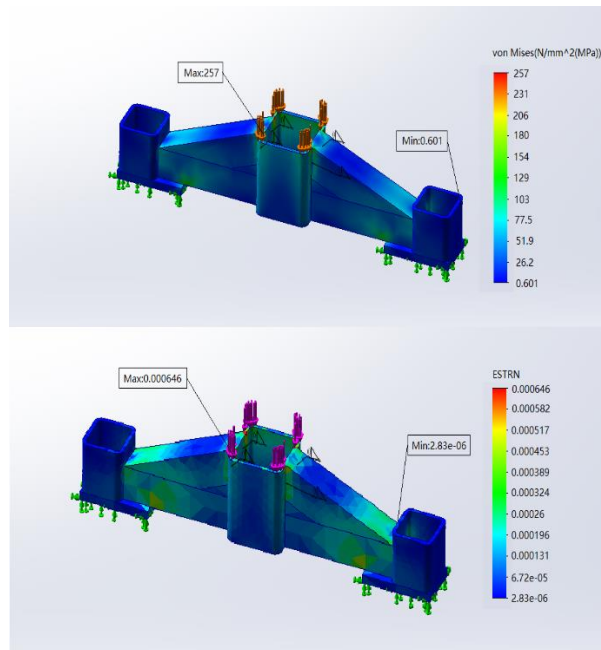 von Mises(N/mm^2(MPa))
Max:257
257
231
206
180
154
129
103
77.5
51.9
26.2
0.601
Min:0.601
ESTRN
Max:0.000646
0.000646
0.000582
0.000517
0.000453
0.000389
0.000324
0.00026
0.000196
0.000131
6.72e-05
2.83e-06
Min:2.83e-06